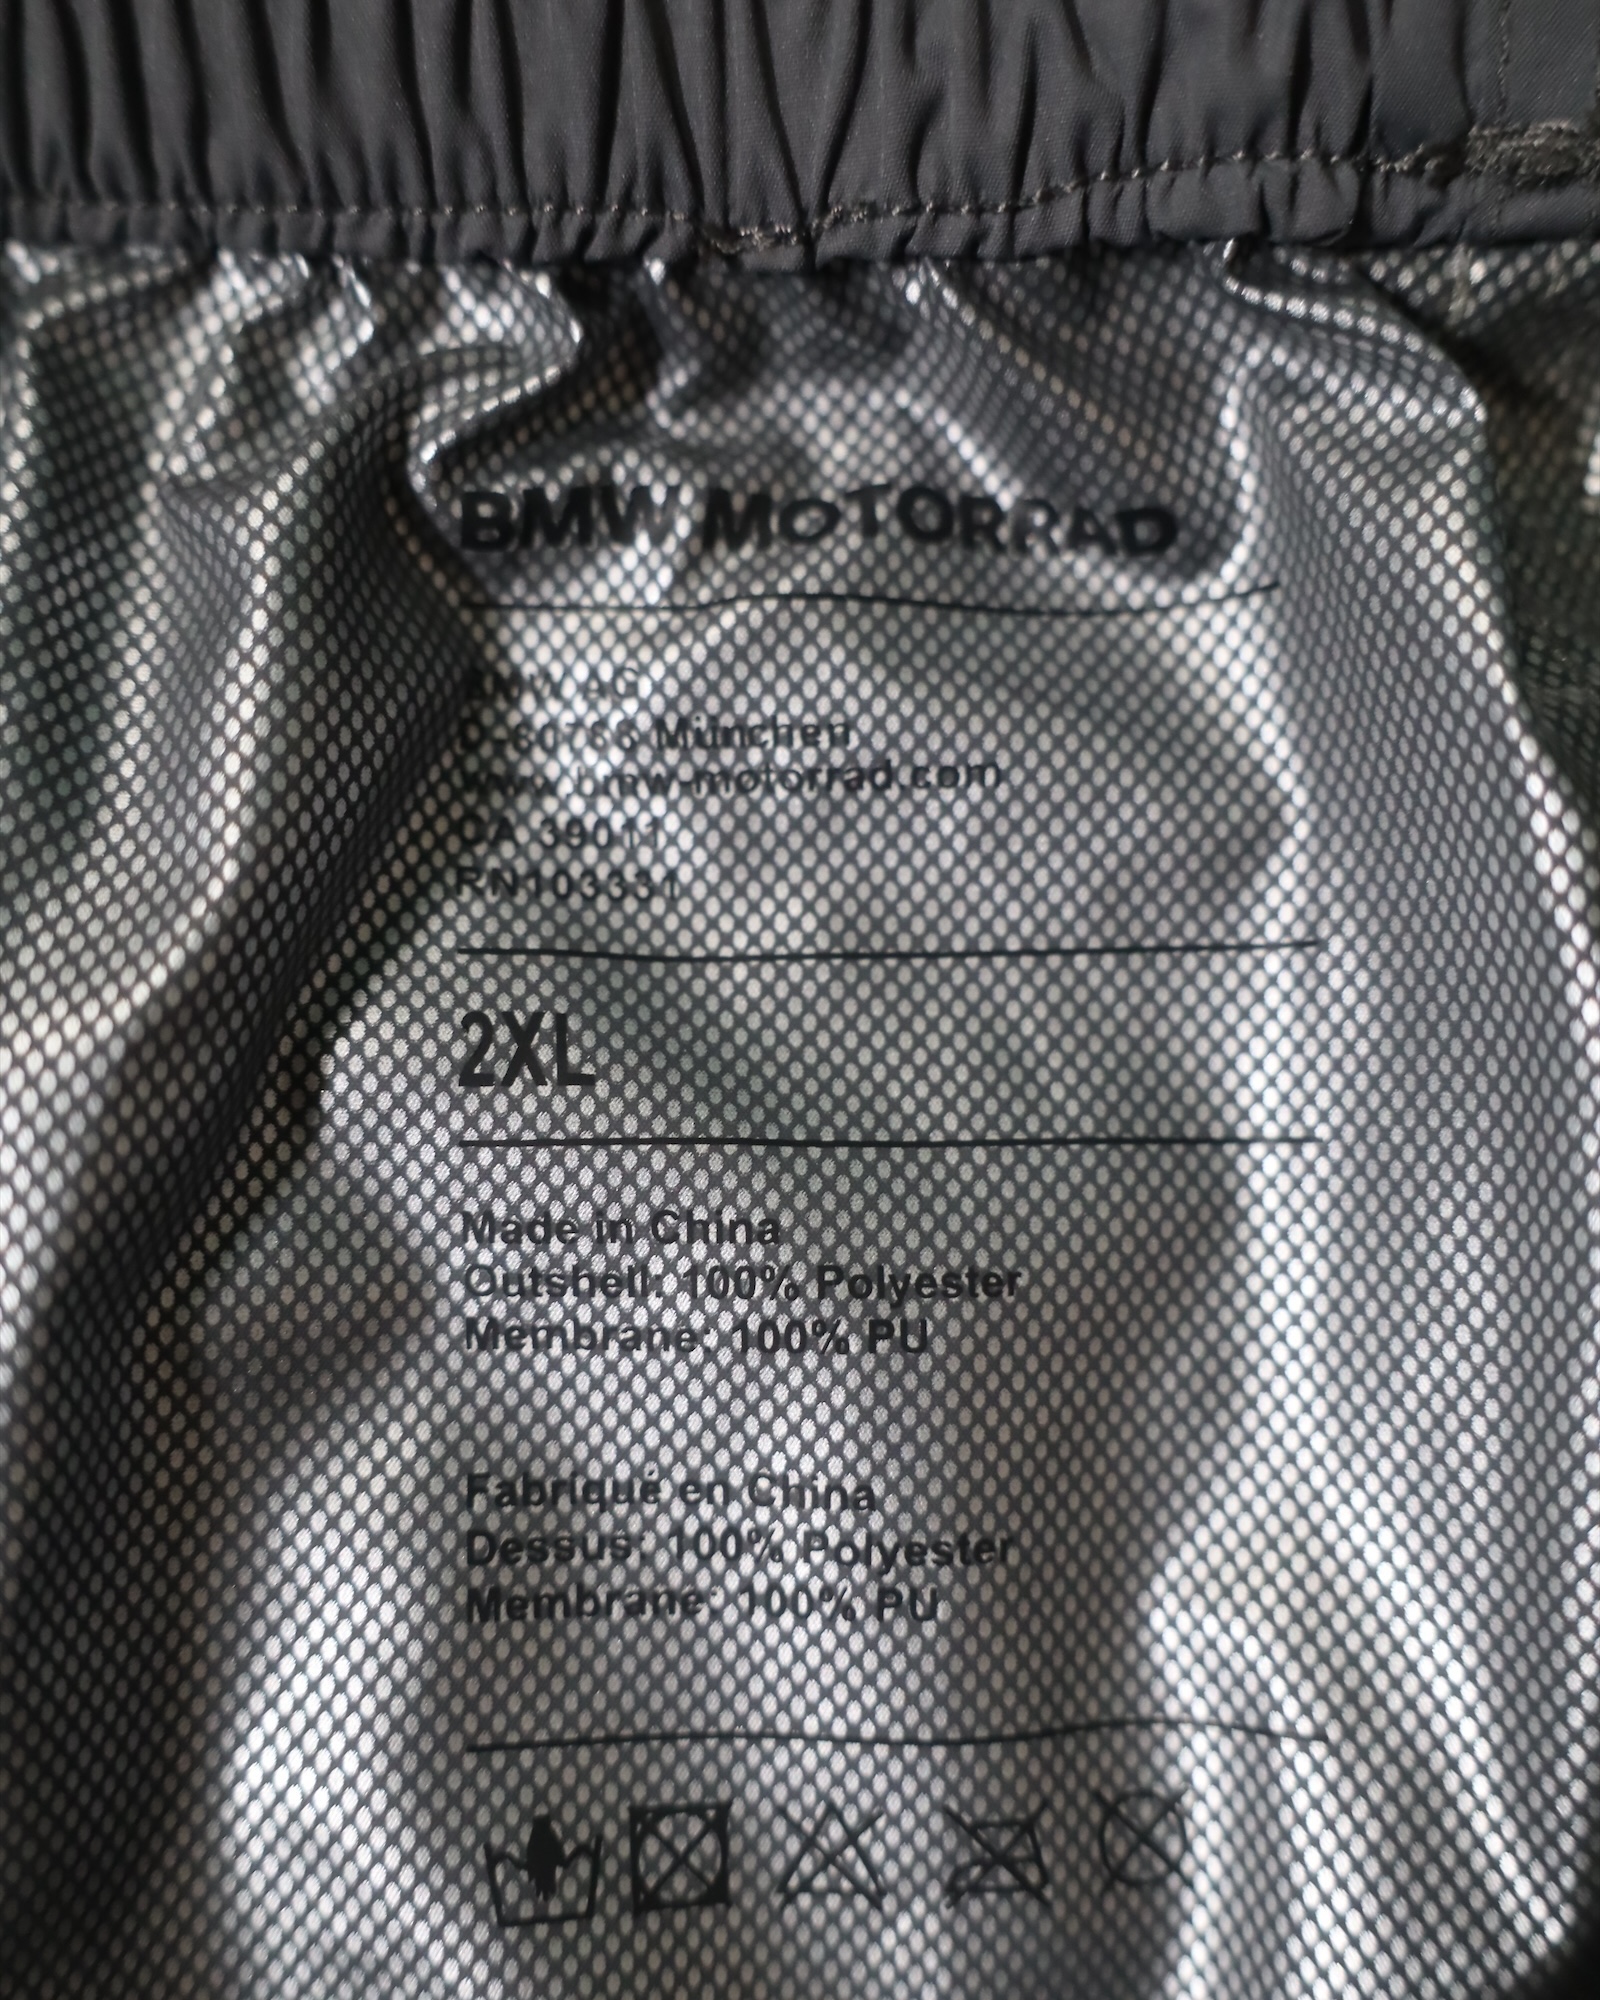 BMW MOTORRAD
BMW AG
D-80788 München
www.bmw-motorrad.com
CA 39011
RN103331
2XL
Made in China
Outshell: 100% Polyester
Membrane: 100% PU
Fabriqué en China
Dessus: 100% Polyester
Membrane: 100% PU